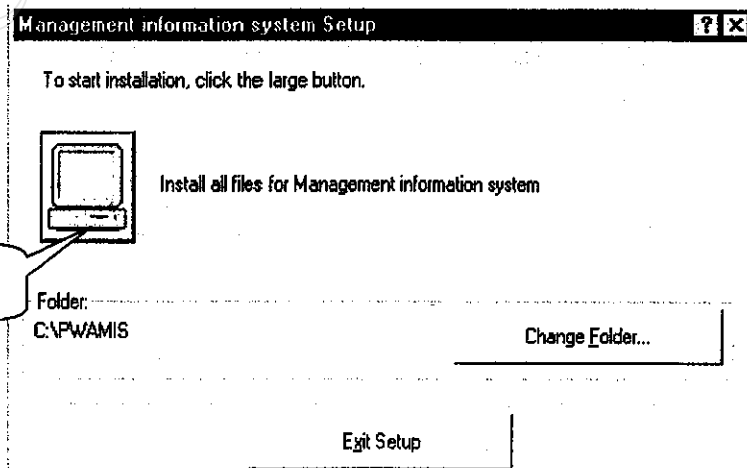 Management information system Setup
To start installation, click the large button.
Install all files for Management information system
Folder:
C:\PWAMIS
Change Folder...
Exit Setup